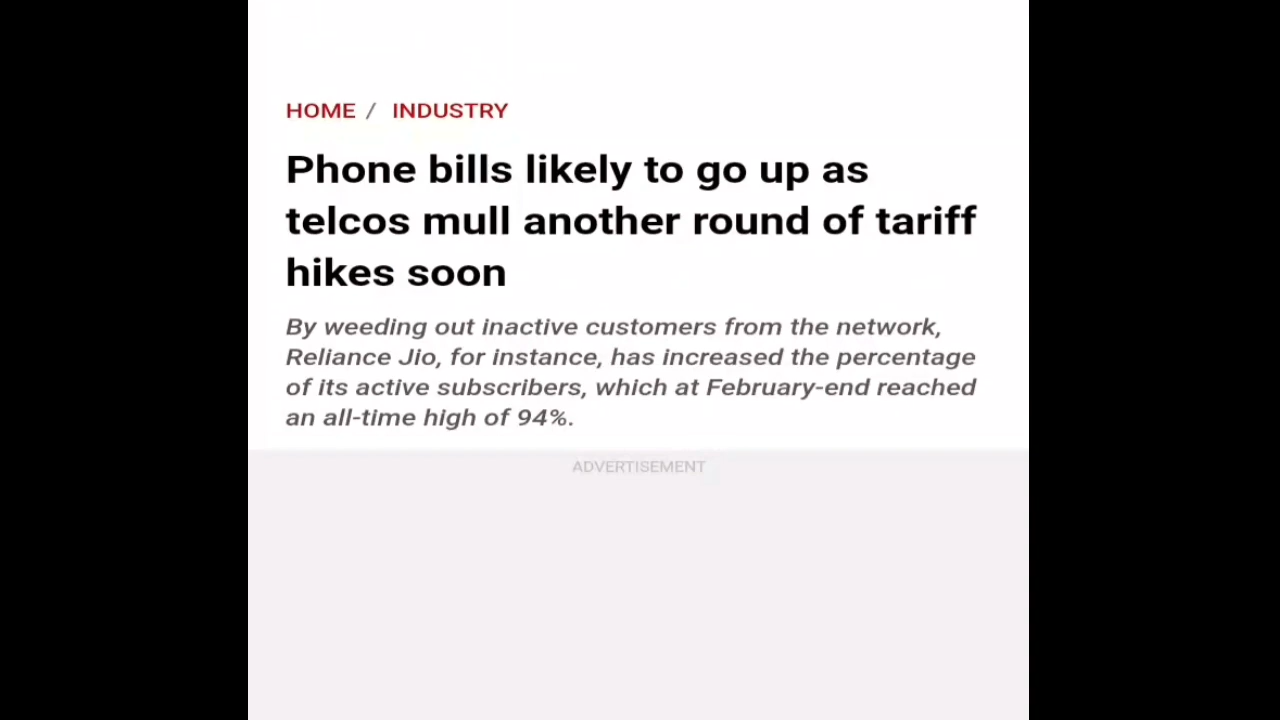 HOME / INDUSTRY
Phone bills likely to go up as
telcos mull another round of tariff
hikes soon
By weeding out inactive customers from the network,
Reliance Jio, for instance, has increased the percentage
of its active subscribers, which at February-end reached
an all-time high of 94%.
ADVERTISEMENT